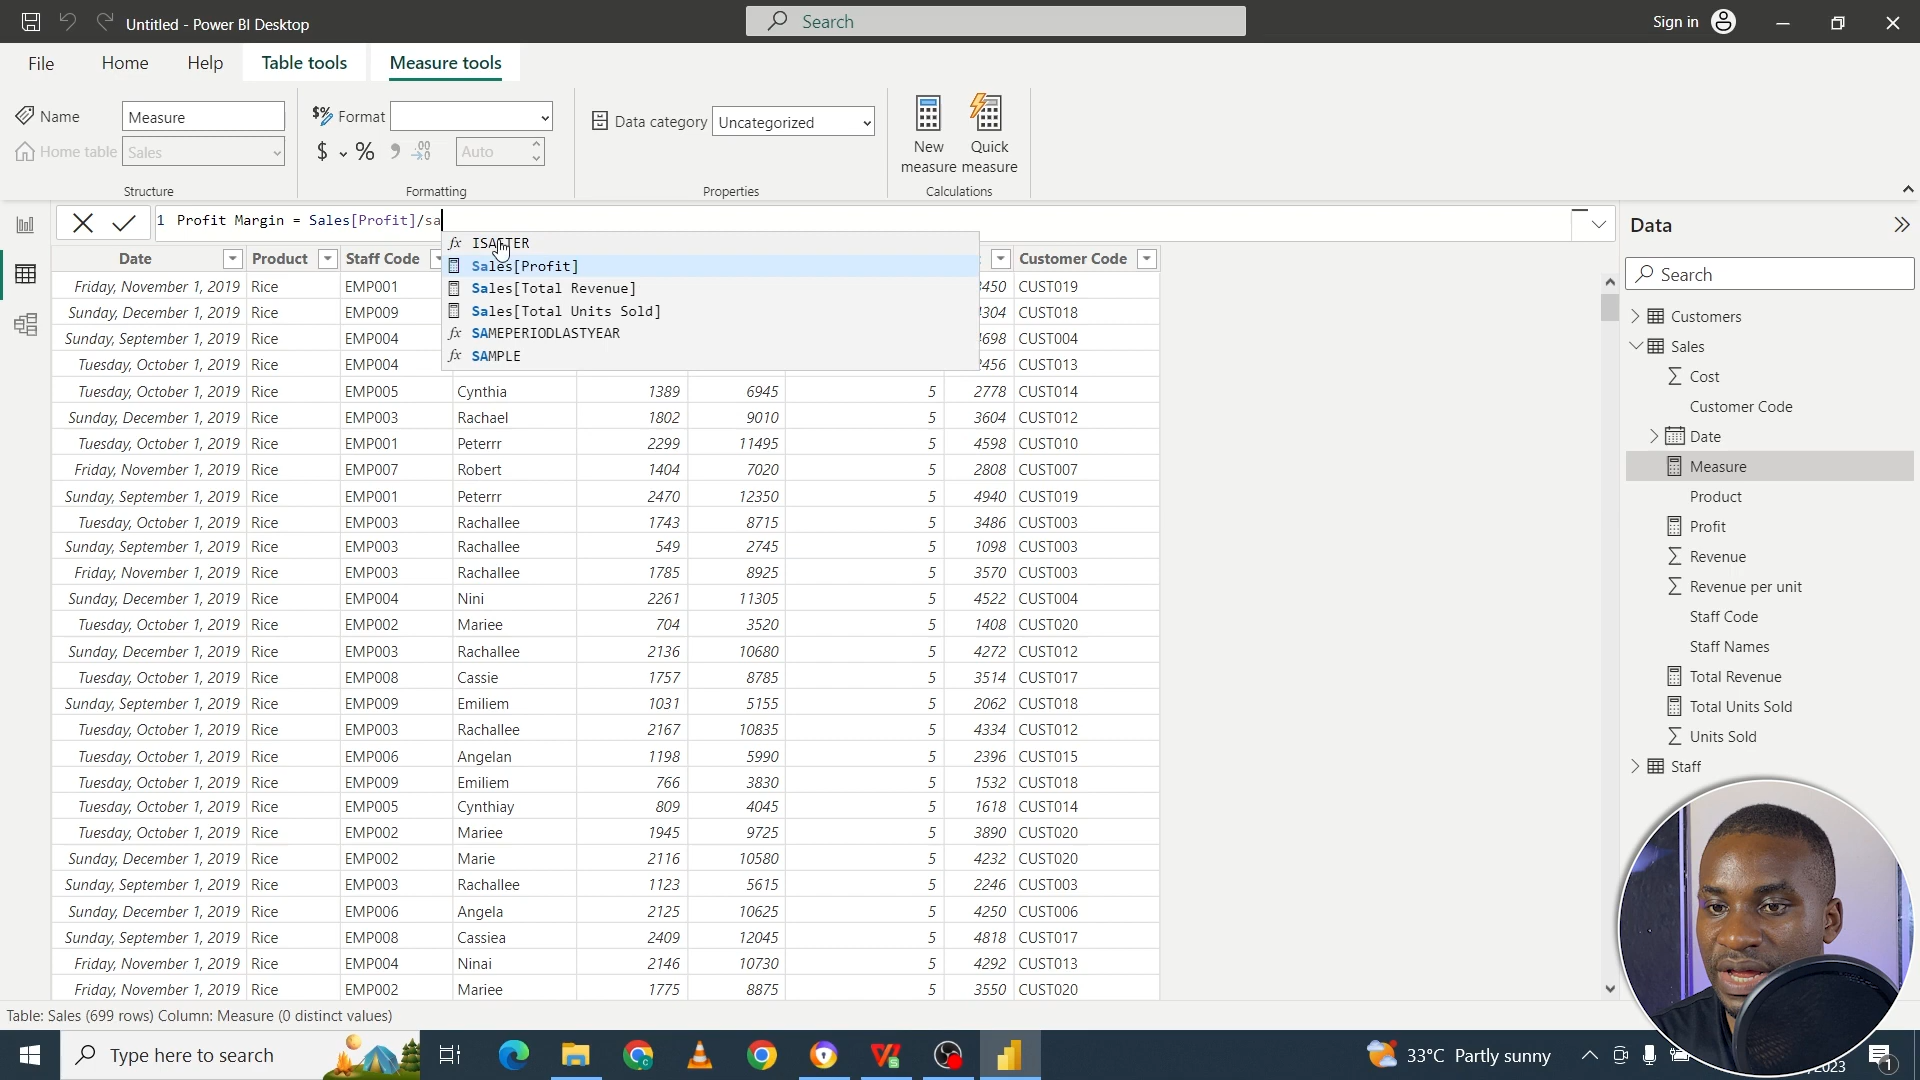 Untitled - Power BI Desktop
Search
Sign in
File
Home
Help
Table tools
Measure tools
Name
Measure
Home table
Sales
Structure
$% Format
$ % 9 .00
Auto
Formatting
Data category
Uncategorized
Properties
New measure
Quick measure
Calculations
1 Profit Margin = Sales[Profit]/sa
fx ISAFTER
Sales[Profit]
Sales[Total Revenue]
Sales[Total Units Sold]
fx SAMEPERIODLASTYEAR
fx SAMPLE
Date Product Staff Code Customer Code
Friday, November 1, 2019 Rice EMP001 3450 CUST019
Sunday, December 1, 2019 Rice EMP009 CUST018
Sunday, September 1, 2019 Rice EMP004 CUST004
Tuesday, October 1, 2019 Rice EMP004 CUST013
Tuesday, October 1, 2019 Rice EMP005 Cynthia 1389 6945 5 2778 CUST014
Sunday, December 1, 2019 Rice EMP003 Rachael 1802 9010 5 3604 CUST012
Tuesday, October 1, 2019 Rice EMP001 Peterrr 2299 11495 5 4598 CUST010
Friday, November 1, 2019 Rice EMP007 Robert 1404 7020 5 2808 CUST007
Sunday, September 1, 2019 Rice EMP001 Peterrr 2470 12350 5 4940 CUST019
Tuesday, October 1, 2019 Rice EMP003 Rachallee 1743 8715 5 3486 CUST003
Sunday, September 1, 2019 Rice EMP003 Rachallee 549 2745 5 1098 CUST003
Friday, November 1, 2019 Rice EMP003 Rachallee 1785 8925 5 3570 CUST003
Sunday, December 1, 2019 Rice EMP004 Nini 2261 11305 5 4522 CUST004
Tuesday, October 1, 2019 Rice EMP002 Mariee 704 3520 5 1408 CUST020
Sunday, December 1, 2019 Rice EMP003 Rachallee 2136 10680 5 4272 CUST012
Tuesday, October 1, 2019 Rice EMP008 Cassie 1757 8785 5 3514 CUST017
Sunday, September 1, 2019 Rice EMP009 Emiliem 1031 5155 5 2062 CUST018
Tuesday, October 1, 2019 Rice EMP003 Rachallee 2167 10835 5 4334 CUST012
Tuesday, October 1, 2019 Rice EMP006 Angelan 1198 5990 5 2396 CUST015
Tuesday, October 1, 2019 Rice EMP009 Emiliem 766 3830 5 1532 CUST018
Tuesday, October 1, 2019 Rice EMP005 Cynthiay 809 4045 5 1618 CUST014
Tuesday, October 1, 2019 Rice EMP002 Mariee 1945 9725 5 3890 CUST020
Sunday, December 1, 2019 Rice EMP002 Marie 2116 10580 5 4232 CUST020
Sunday, September 1, 2019 Rice EMP003 Rachallee 1123 5615 5 2246 CUST003
Sunday, December 1, 2019 Rice EMP006 Angela 2125 10625 5 4250 CUST006
Sunday, September 1, 2019 Rice EMP008 Cassiea 2409 12045 5 4818 CUST017
Friday, November 1, 2019 Rice EMP004 Ninai 2146 10730 5 4292 CUST013
Friday, November 1, 2019 Rice EMP002 Mariee 1775 8875 5 3550 CUST020
Data
Search
Customers
Sales
Cost
Customer Code
Date
Measure
Product
Profit
Revenue
Revenue per unit
Staff Code
Staff Names
Total Revenue
Total Units Sold
Units Sold
Staff
Table: Sales (699 rows) Column: Measure (0 distinct values)
Type here to search
33°C Partly sunny
2023
1